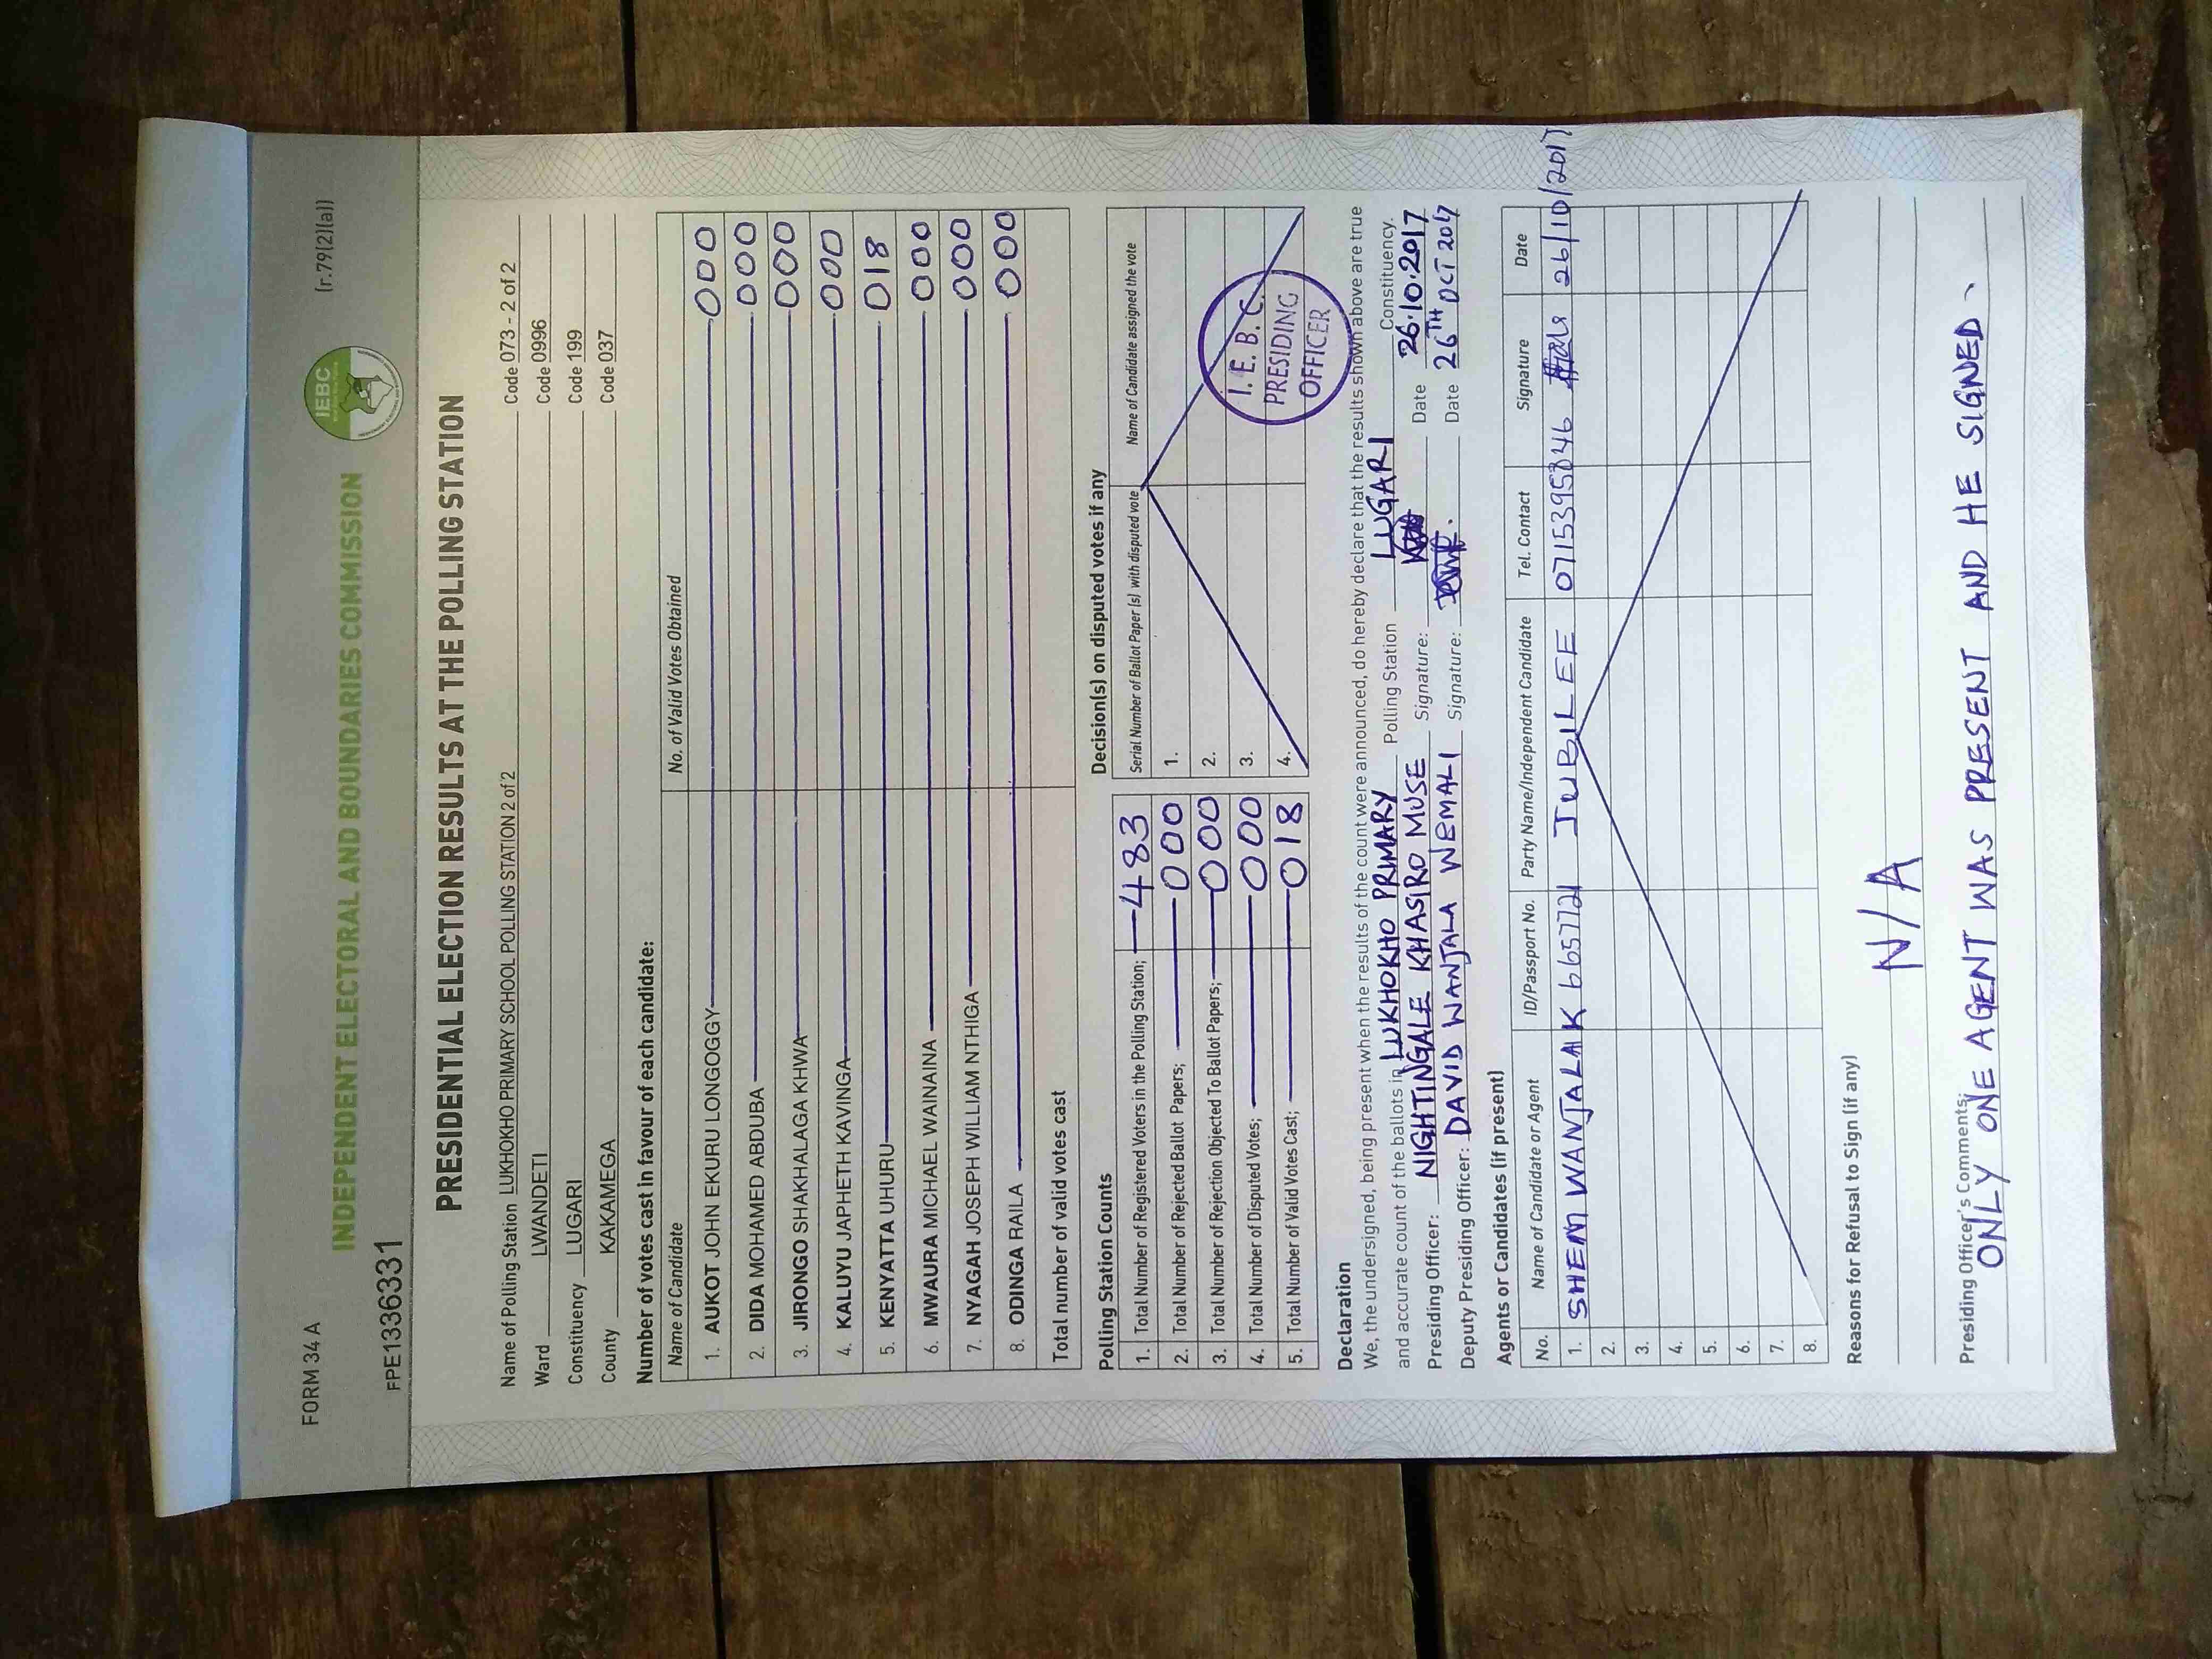 FORM 34 A
(r.79(2)(a))
IEBC
INDEPENDENT ELECTORAL AND BOUNDARIES COMMISSION
FPE1336331
PRESIDENTIAL ELECTION RESULTS AT THE POLLING STATION
Name of Polling Station LUKHOKHO PRIMARY SCHOOL POLLING STATION 2 of 2 Code 073 - 2 of 2
Ward LWANDETI Code 0996
Constituency LUGARI Code 199
County KAKAMEGA Code 037
Number of votes cast in favour of each candidate:
Name of Candidate No. of Valid Votes Obtained
1. AUKOT JOHN EKURU LONGOGGY 000
2. DIDA MOHAMED ABDUBA 000
3. JIRONGO SHAKHALAGA KHWA 000
4. KALUYU JAPHETH KAVINGA 000
5. KENYATTA UHURU 018
6. MWAURA MICHAEL WAINAINA 000
7. NYAGAH JOSEPH WILLIAM NTHIGA 000
8. ODINGA RAILA 000
Total number of valid votes cast
Polling Station Counts
1. Total Number of Registered Voters in the Polling Station; 483
2. Total Number of Rejected Ballot Papers; 000
3. Total Number of Rejection Objected To Ballot Papers; 000
4. Total Number of Disputed Votes; 000
5. Total Number of Valid Votes Cast; 018
Decision(s) on disputed votes if any
Serial Number of Ballot Paper (s) with disputed vote Name of Candidate assigned the vote
1.
2.
3.
4.
I. E. B. C.
PRESIDING
OFFICER
Declaration
We, the undersigned, being present when the results of the count were announced, do hereby declare that the results shown above are true
and accurate count of the ballots in LUKHOKHO PRIMARY Polling Station LUGARI Constituency.
Presiding Officer: NIGHTINGALE KHASIRO MUSE Signature: Date 26.10.2017
Deputy Presiding Officer: DAVID WANJALA WEMALI Signature: Date 26TH OCT 2017
Agents or Candidates (if present)
No. Name of Candidate or Agent ID/Passport No. Party Name/Independent Candidate Tel. Contact Signature Date
1. SHEM WANJALA K 6657721 JUBILEE 0715395846 26/10/2017
2.
3.
4.
5.
6.
7.
8.
Reasons for Refusal to Sign (if any)
N/A
Presiding Officer's Comments;
ONLY ONE AGENT WAS PRESENT AND HE SIGNED.